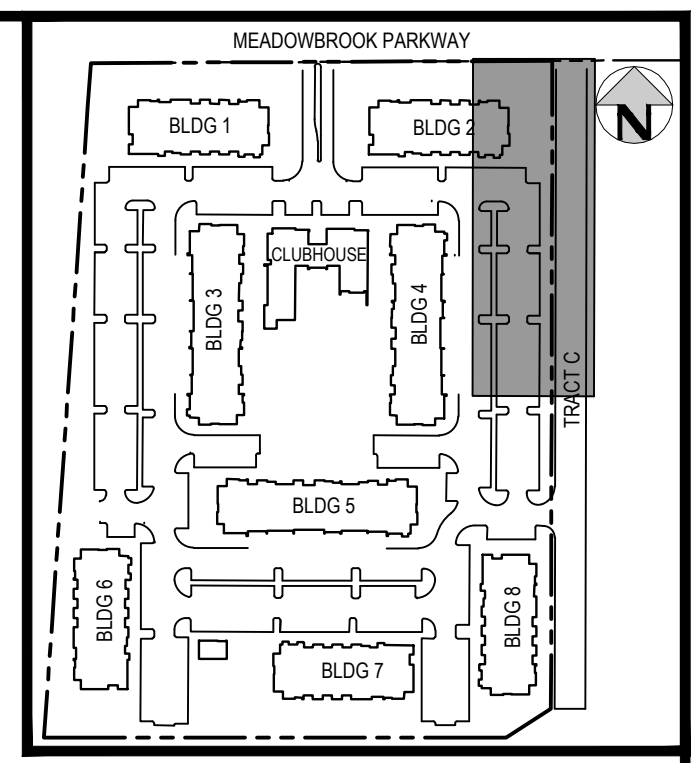 MEADOWBROOK PARKWAY
N
BLDG 1
BLDG 2
CLUBHOUSE
BLDG 3
BLDG 4
TRACT C
BLDG 5
BLDG 6
BLDG 8
BLDG 7